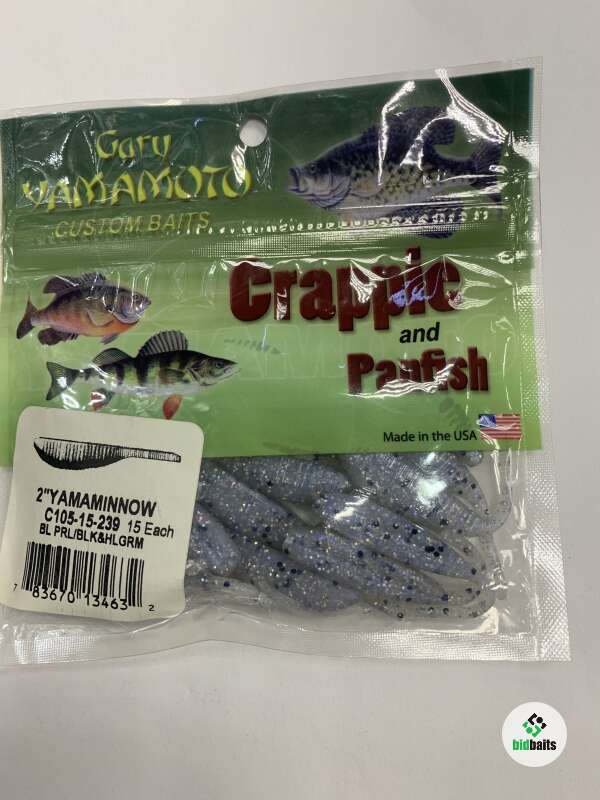 Gary
YAMAMOTO
CUSTOM BAITS
Crappie
and
Panfish
Made in the USA
2"YAMAMINNOW
C105-15-239 15 Each
BL PRL/BLK&HLGRM
7 83670 13463 2
bidbaits